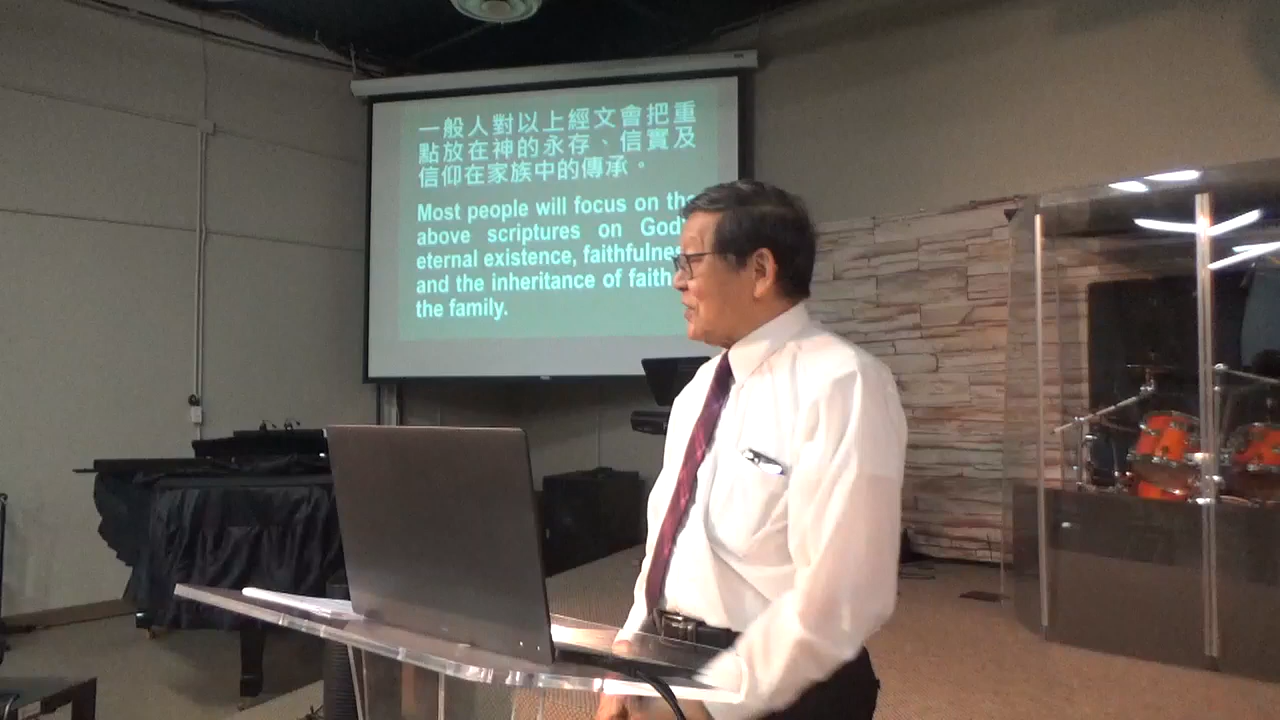 一般人對以上經文會把重
點放在神的永存、信實及
信仰在家族中的傳承。
Most people will focus on the
above scriptures on God'
eternal existence, faithfulnes
and the inheritance of faith
the family.